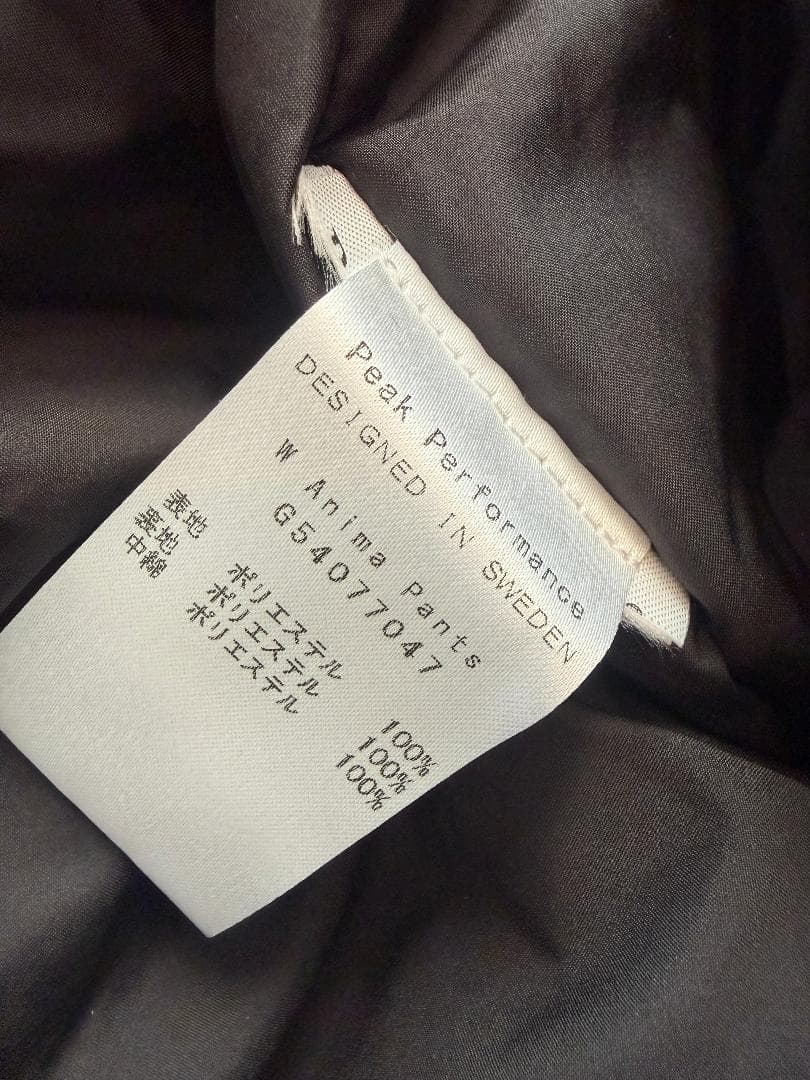 Peak Performance
DESIGNED IN SWEDEN
W Anima Pants
G54077047
表地 ポリエステル 100%
裏地 ポリエステル 100%
中綿 ポリエステル 100%